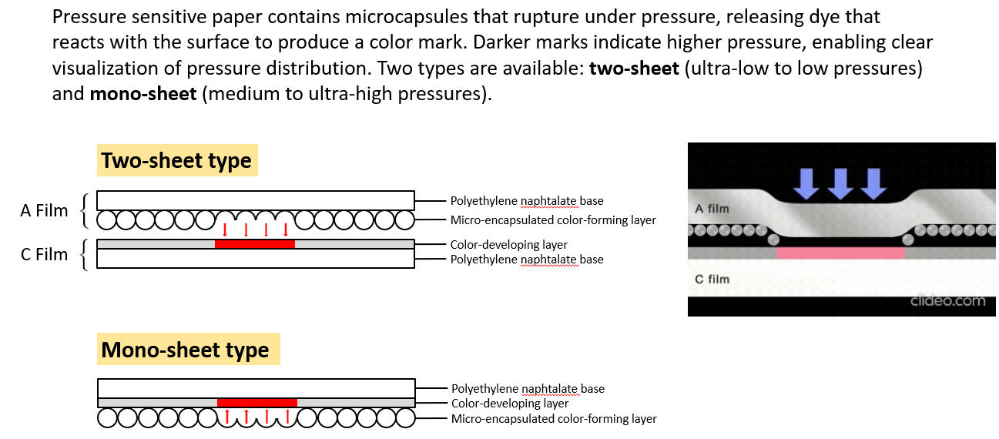 Pressure sensitive paper contains microcapsules that rupture under pressure, releasing dye that
reacts with the surface to produce a color mark. Darker marks indicate higher pressure, enabling clear
visualization of pressure distribution. Two types are available: two-sheet (ultra-low to low pressures)
and mono-sheet (medium to ultra-high pressures).
Two-sheet type
A Film
Polyethylene naphtalate base
Micro-encapsulated color-forming layer
C Film
Color-developing layer
Polyethylene naphtalate base
A film
C film
clideo.com
Mono-sheet type
Polyethylene naphtalate base
Color-developing layer
Micro-encapsulated color-forming layer